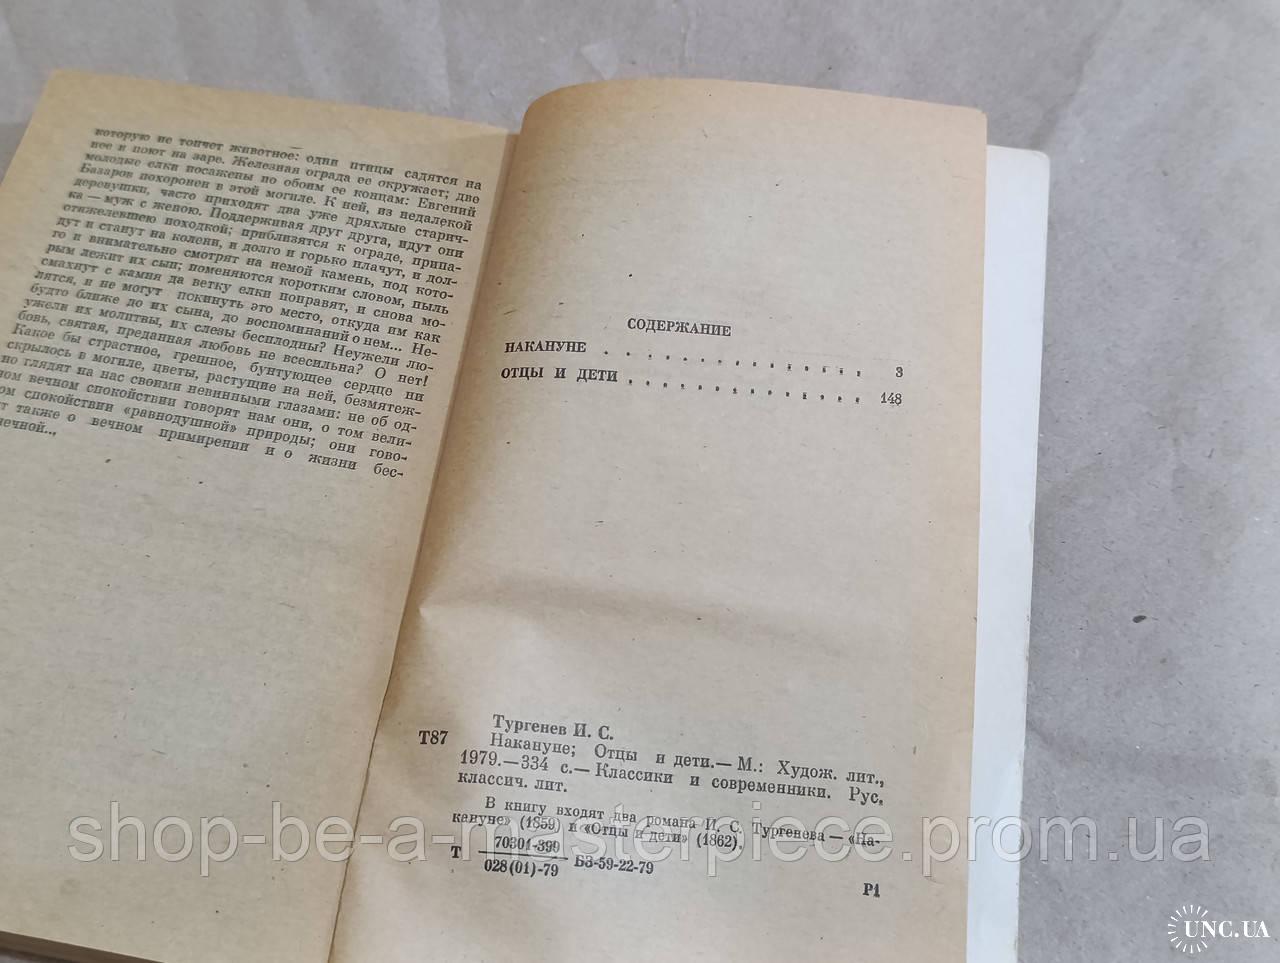 которую не топчет животное: одни птицы садятся на
нее и поют на заре. Железная ограда ее окружает; две
молодые елки посажены по обоим ее концам: Евгений
Базаров похоронен в этой могиле. К ней, из недалекой
деревушки, часто приходят два уже дряхлые старич-
ка — муж с женою. Поддерживая друг друга, идут они
отяжелевшею походкой; приблизятся к ограде, припа-
дут и станут на колени, и долго и горько плачут, и дол-
го и внимательно смотрят на немой камень, под кото-
рым лежит их сын; поменяются коротким словом, пыль
смахнут с камня да ветку елки поправят, и снова мо-
лятся, и не могут покинуть это место, откуда им как
будто ближе до их сына, до воспоминаний о нем... Не-
ужели их молитвы, их слезы бесплодны? Неужели лю-
бовь, святая, преданная любовь не всесильна? О нет!
Какое бы страстное, грешное, бунтующее сердце ни
скрылось в могиле, цветы, растущие на ней, безмятеж-
но глядят на нас своими невинными глазами: не об од-
ном вечном спокойствии говорят нам они, о том вели-
ом спокойствии «равнодушной» природы; они гово-
т также о вечном примирении и о жизни бес-
нечной...
СОДЕРЖАНИЕ
НАКАНУНЕ . . . . . . . . . . . . . 3
ОТЦЫ И ДЕТИ . . . . . . . . . . . . 148
Тургенев И. С.
Т87 Накануне; Отцы и дети.— М.: Худож. лит.,
1979.—334 с.— Классики и современники. Рус.
классич. лит.
В книгу входят два романа И. С. Тургенева — «На-
кануне» (1859) и «Отцы и дети» (1862).
Т 70301-399
028(01)-79 БЗ-59-22-79
Р1
shop-be-a-masterpiece.prom.ua
UNC.UA